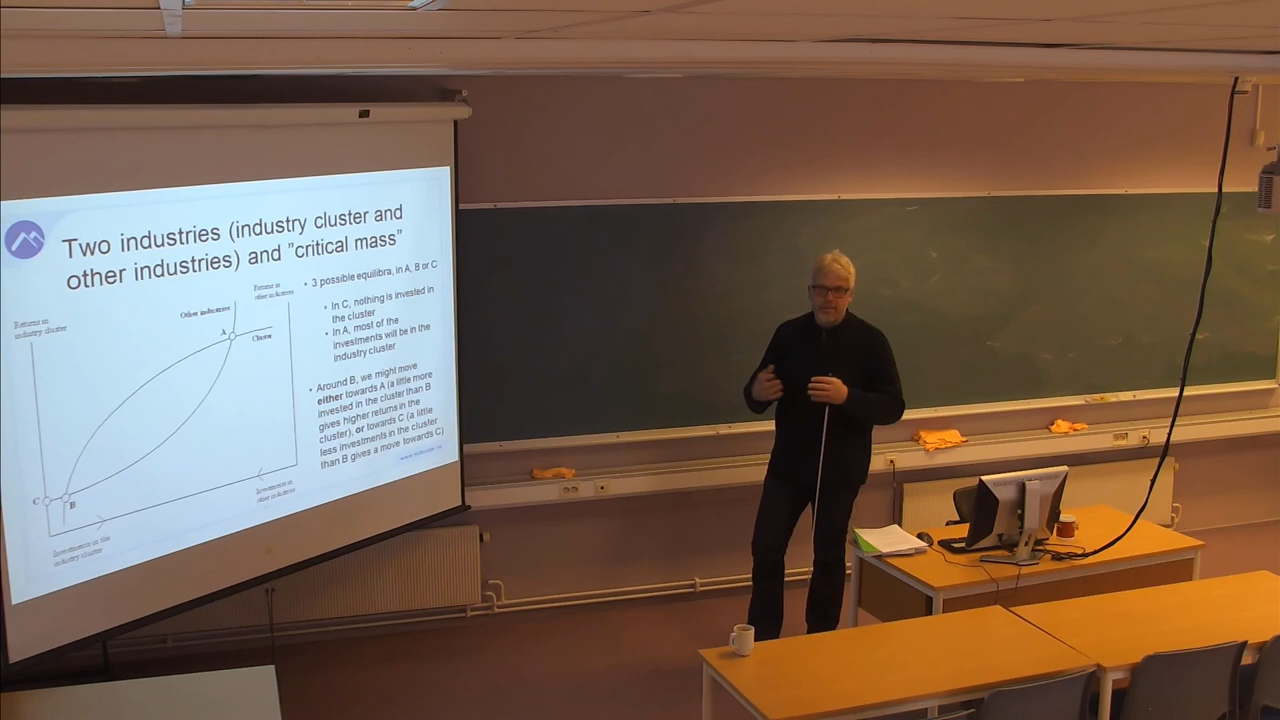 Two industries (industry cluster and
other industries) and ”critical mass”
Returns in
industry cluster
Other industries
Returns in
other industries
A
Cluster
C
B
Investments in the
industry cluster
Investments in
other industries
• 3 possible equilibra, in A, B or C
• In C, nothing is invested in
the cluster
• In A, most of the
investments will be in the
industry cluster
• Around B, we might move
either towards A (a little more
invested in the cluster than B
gives higher returns in the
cluster), or towards C (a little
less investments in the cluster
than B gives a move towards C)